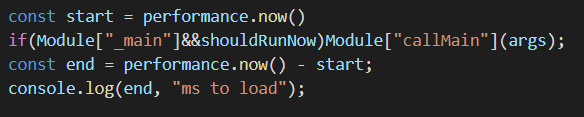 const start = performance.now()
if(Module["_main"]&&shouldRunNow)Module["callMain"](args);
const end = performance.now() - start;
console.log(end, "ms to load");